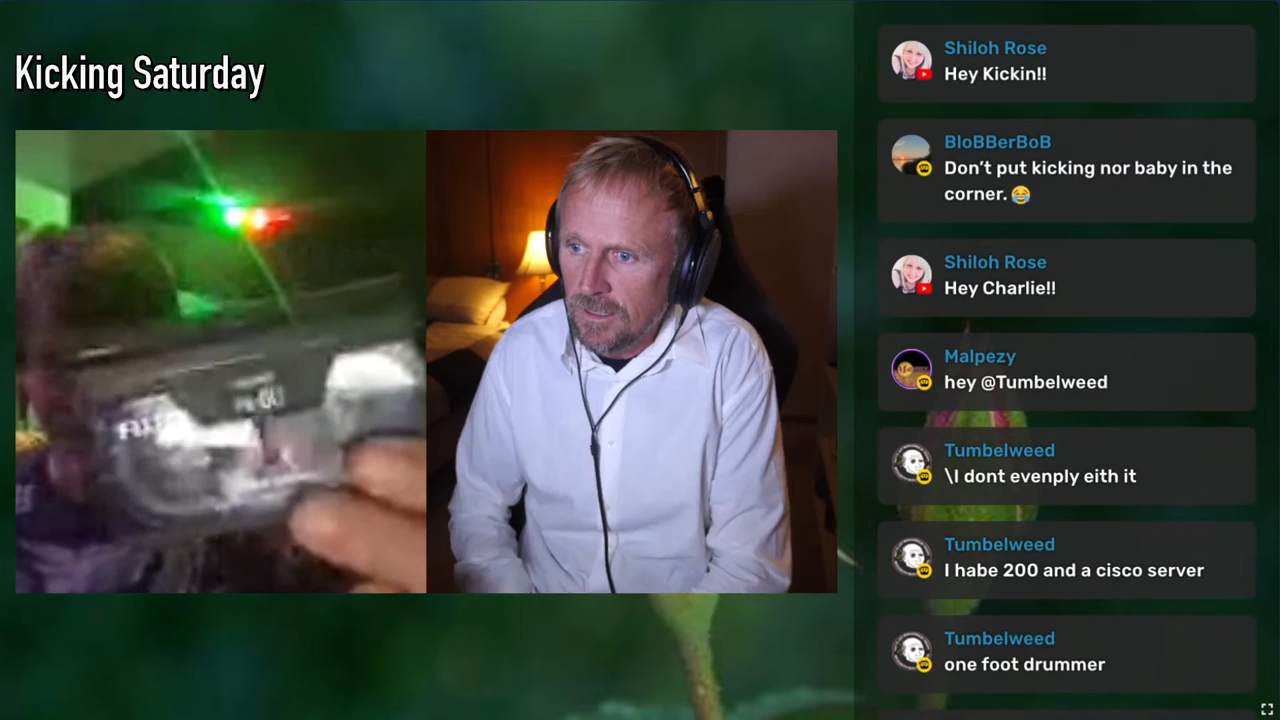 Kicking Saturday
Shiloh Rose
Hey Kickin!!
BloBBerBoB
Don’t put kicking nor baby in the
corner. 😂
Shiloh Rose
Hey Charlie!!
Malpezy
hey @Tumbelweed
Tumbelweed
\I dont evenply eith it
Tumbelweed
I habe 200 and a cisco server
Tumbelweed
one foot drummer